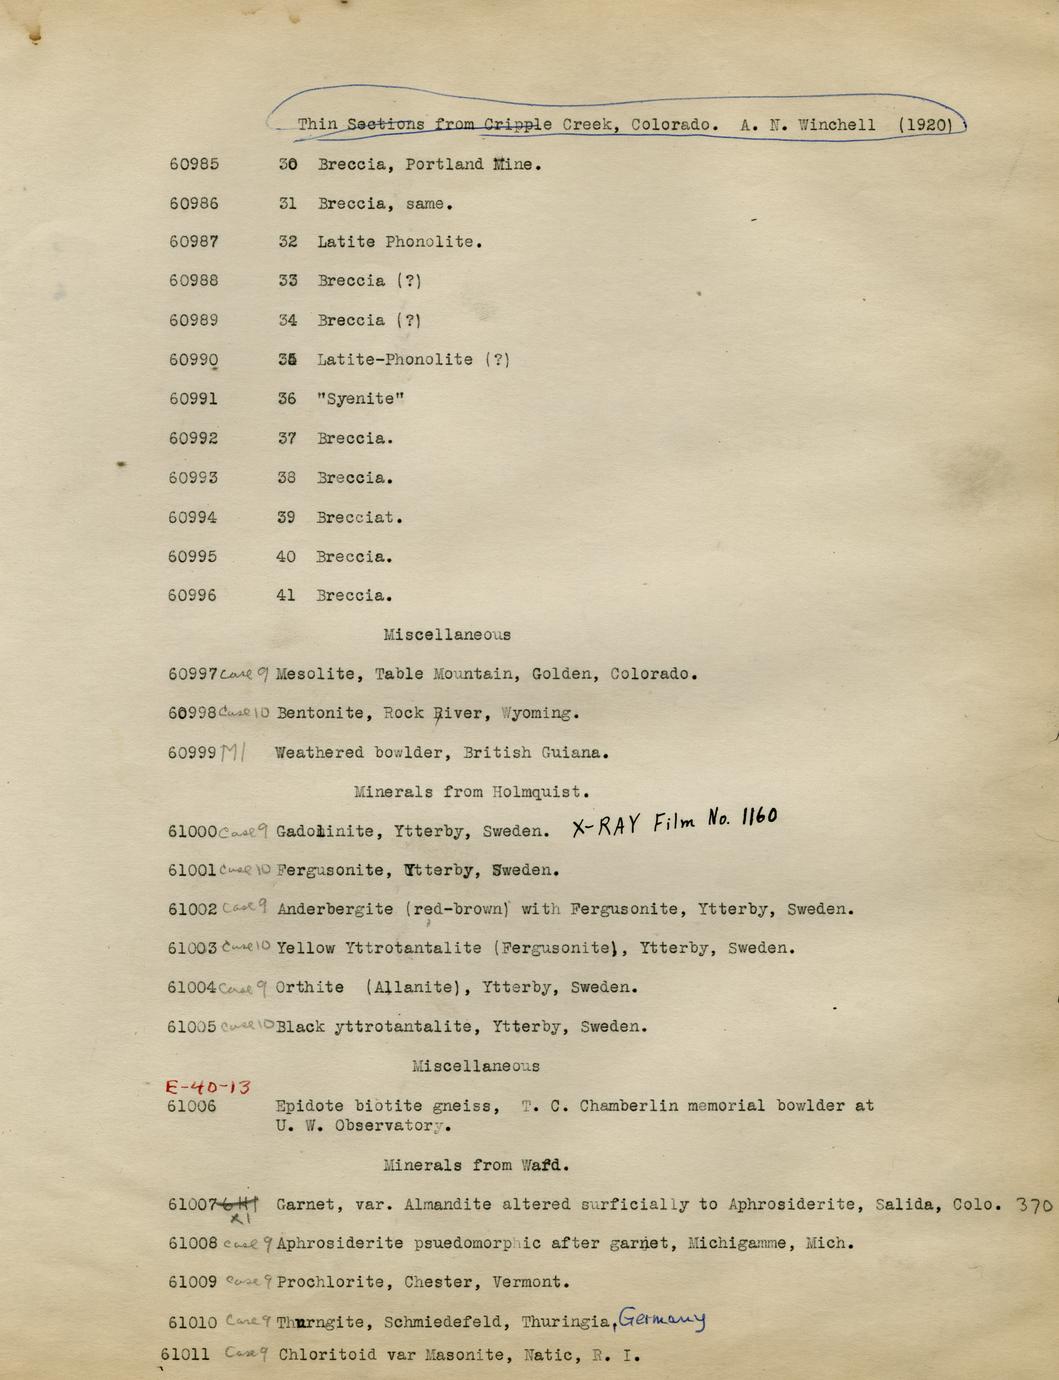 Thin Sections from Cripple Creek, Colorado. A. N. Winchell (1920)
60985 30 Breccia, Portland Mine.
60986 31 Breccia, same.
60987 32 Latite Phonolite.
60988 33 Breccia (?)
60989 34 Breccia (?)
60990 35 Latite-Phonolite (?)
60991 36 "Syenite"
60992 37 Breccia.
60993 38 Breccia.
60994 39 Brecciat.
60995 40 Breccia.
60996 41 Breccia.
Miscellaneous
60997 Case 9 Mesolite, Table Mountain, Golden, Colorado.
60998 Case 10 Bentonite, Rock River, Wyoming.
60999 M1 Weathered bowlder, British Guiana.
Minerals from Holmquist.
61000 Case 9 Gadolinite, Ytterby, Sweden. X-RAY Film No. 1160
61001 Case 10 Fergusonite, Ytterby, Sweden.
61002 Case 9 Anderbergite (red-brown) with Fergusonite, Ytterby, Sweden.
61003 Case 10 Yellow Yttrotantalite (Fergusonite), Ytterby, Sweden.
61004 Case 9 Orthite (Allanite), Ytterby, Sweden.
61005 Case 10 Black yttrotantalite, Ytterby, Sweden.
Miscellaneous
E-40-13
61006 Epidote biotite gneiss, T. C. Chamberlin memorial bowlder at
U. W. Observatory.
Minerals from Ward.
61007 Garnet, var. Almandite altered surficially to Aphrosiderite, Salida, Colo. 370
X1
61008 Case 9 Aphrosiderite psuedomorphic after garnet, Michigamme, Mich.
61009 Case 9 Prochlorite, Chester, Vermont.
61010 Case 9 Thurngite, Schmiedefeld, Thuringia, Germany
61011 Case 9 Chloritoid var Masonite, Natic, R. I.